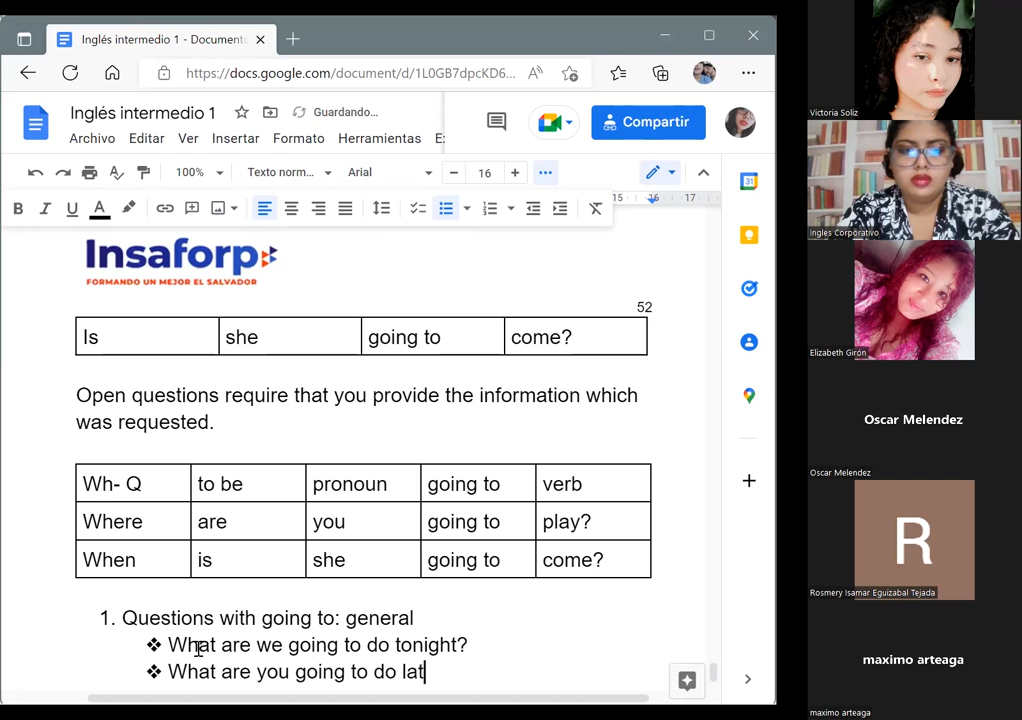 Inglés intermedio 1 - Documento
https://docs.google.com/document/d/1L0GB7dpcKD6...
Inglés intermedio 1
Guardando...
Archivo Editar Ver Insertar Formato Herramientas
Compartir
100% Texto norm... Arial 16
15 16 17
Insaforp
FORMANDO UN MEJOR EL SALVADOR
52
Is she going to come?
Open questions require that you provide the information which
was requested.
Wh- Q to be pronoun going to verb
Where are you going to play?
When is she going to come?
1. Questions with going to: general
❖ What are we going to do tonight?
❖ What are you going to do lat
Victoria Soliz
Ingles Corporativo
Elizabeth Girón
Oscar Melendez
Oscar Melendez
R
Rosmery Isamar Eguizabal Tejada
maximo arteaga
maximo arteaga